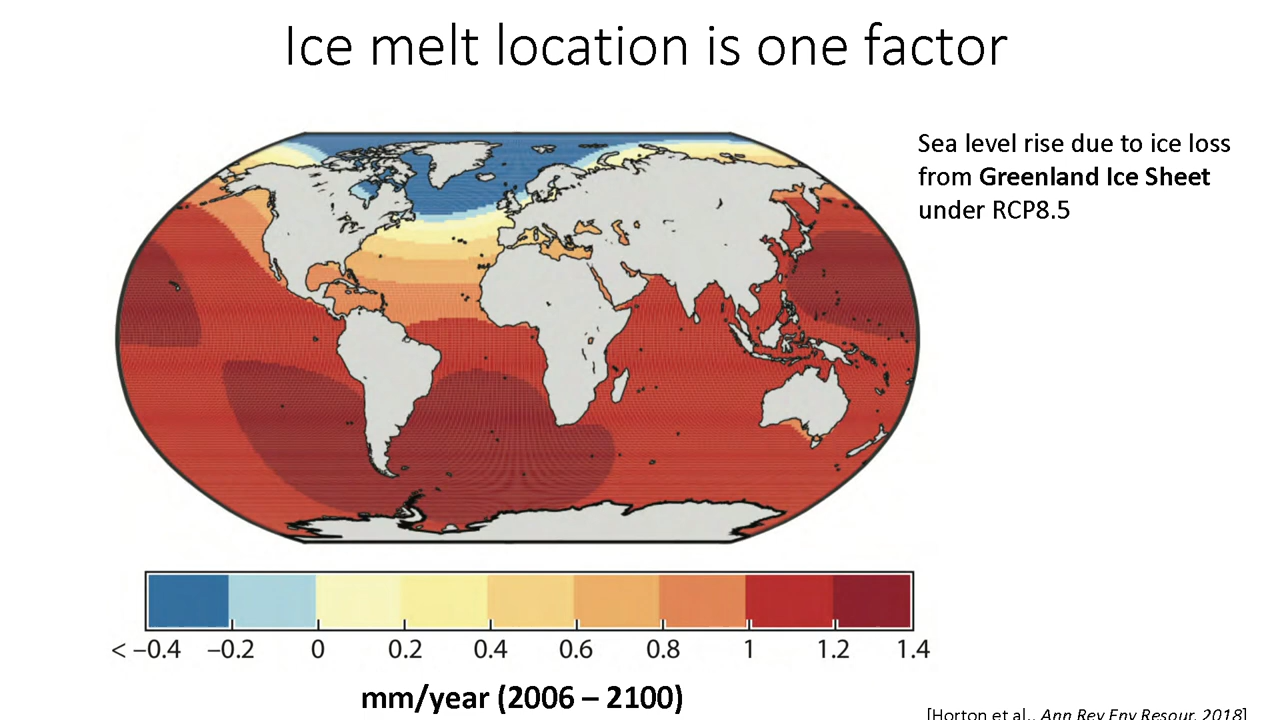 Ice melt location is one factor
Sea level rise due to ice loss
from Greenland Ice Sheet
under RCP8.5
< −0.4 −0.2 0 0.2 0.4 0.6 0.8 1 1.2 1.4
mm/year (2006 – 2100)
[Horton et al., Ann Rev Env Resour, 2018]